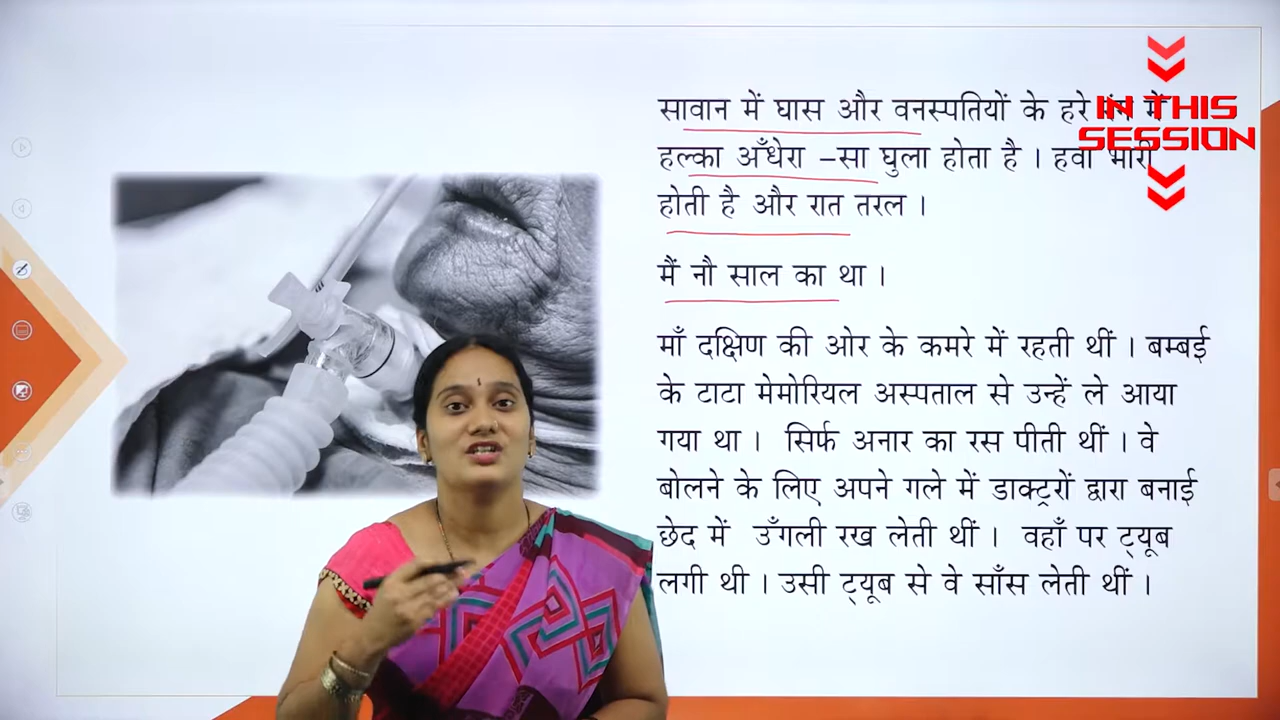 सावान में घास और वनस्पतियों के हरे में
हल्का अँधेरा –सा घुला होता है । हवा भारी
होती है और रात तरल ।
मैं नौ साल का था ।
माँ दक्षिण की ओर के कमरे में रहती थीं । बम्बई
के टाटा मेमोरियल अस्पताल से उन्हें ले आया
गया था । सिर्फ अनार का रस पीती थीं । वे
बोलने के लिए अपने गले में डाक्ट्ररों द्वारा बनाई
छेद में उँगली रख लेती थीं । वहाँ पर ट्यूब
लगी थी । उसी ट्यूब से वे साँस लेती थीं ।
IN THIS
SESSION